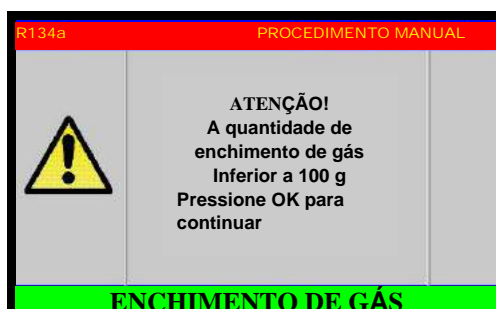 R134a PROCEDIMENTO MANUAL
ATENÇÃO!
A quantidade de
enchimento de gás
Inferior a 100 g
Pressione OK para
continuar
ENCHIMENTO DE GÁS